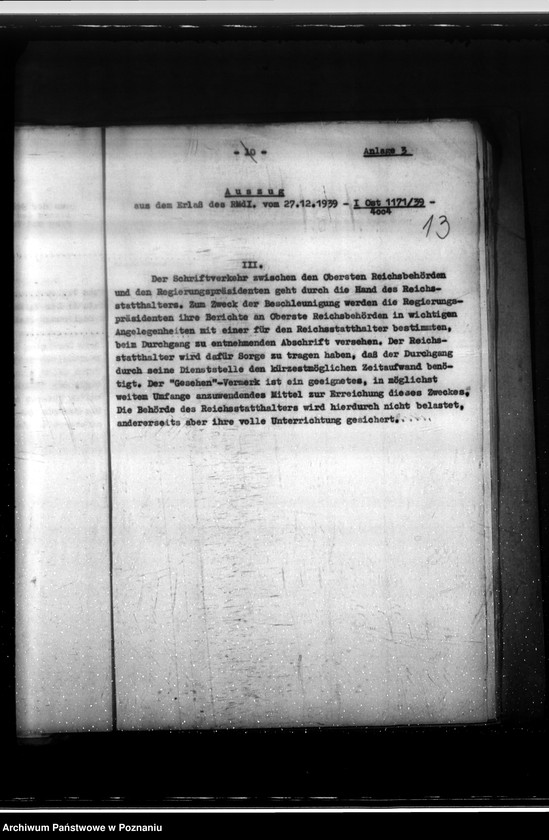 - 10 -
Anlage 3
Auszug
aus dem Erlaß des RMdI. vom 27.12.1939 - I Ost 1171/39 -
4004
13
III.
Der Schriftverkehr zwischen den Obersten Reichsbehörden
und den Regierungspräsidenten geht durch die Hand des Reichs-
statthalters. Zum Zweck der Beschleunigung werden die Regierungs-
präsidenten ihre Berichte an Oberste Reichsbehörden in wichtigen
Angelegenheiten mit einer für den Reichsstatthalter bestimmten,
beim Durchgang zu entnehmenden Abschrift versehen. Der Reichs-
statthalter wird dafür Sorge zu tragen haben, daß der Durchgang
durch seine Dienststelle den kürzestmöglichen Zeitaufwand benö-
tigt. Der "Gesehen"-Vermerk ist ein geeignetes, in möglichst
weitem Umfange anzuwendendes Mittel zur Erreichung dieses Zweckes.
Die Behörde des Reichsstatthalters wird hierdurch nicht belastet,
andererseits aber ihre volle Unterrichtung gesichert......
Archiwum Państwowe w Poznaniu